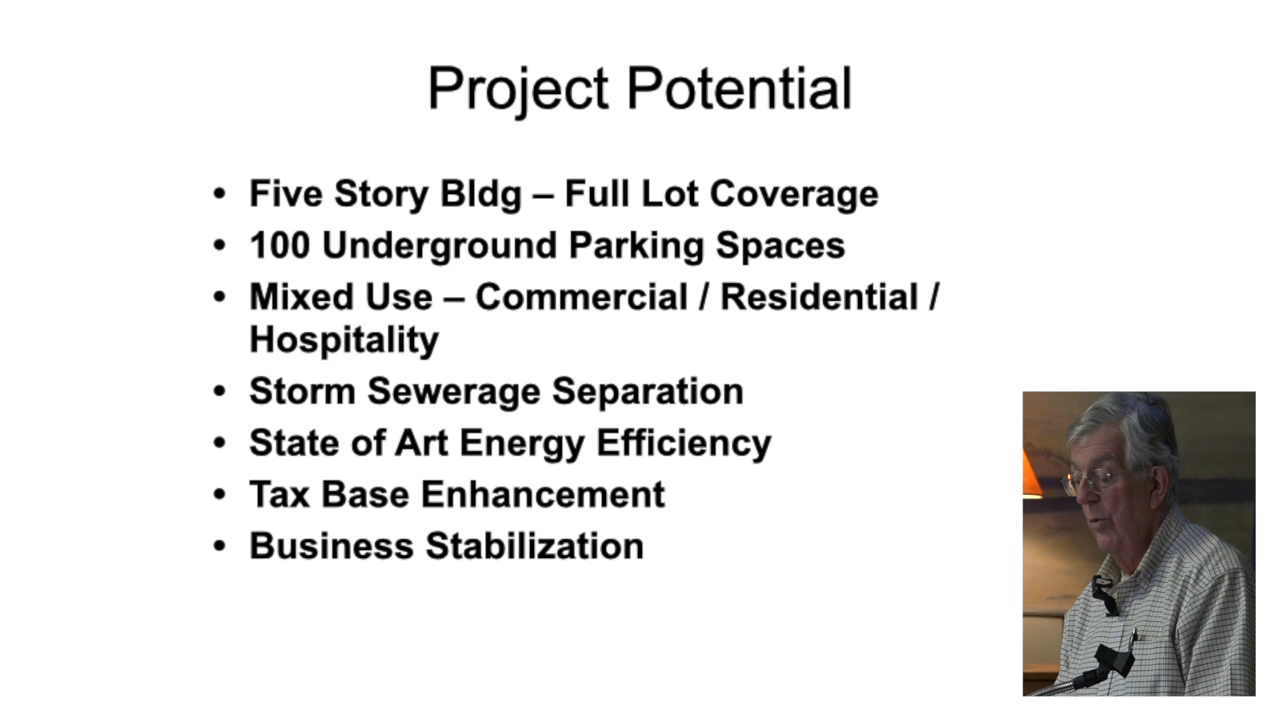 Project Potential
• Five Story Bldg – Full Lot Coverage
• 100 Underground Parking Spaces
• Mixed Use – Commercial / Residential /
Hospitality
• Storm Sewerage Separation
• State of Art Energy Efficiency
• Tax Base Enhancement
• Business Stabilization